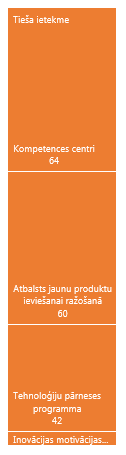 Tieša ietekme
Kompetences centri
64
Atbalsts jaunu produktu
ieviešanai ražošanā
60
Tehnoloģiju pārneses
programma
42
Inovācijas motivācijas...